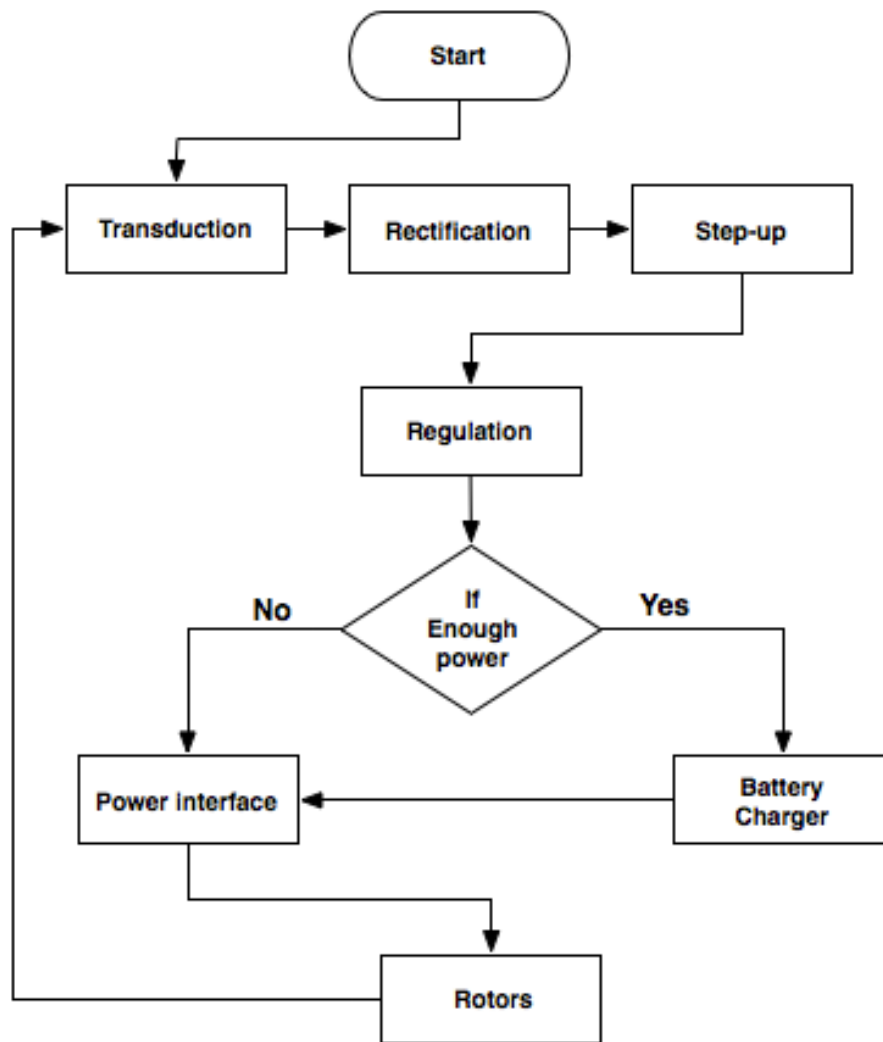 Start
Transduction
Rectification
Step-up
Regulation
If
Enough
power
No
Yes
Power interface
Battery
Charger
Rotors